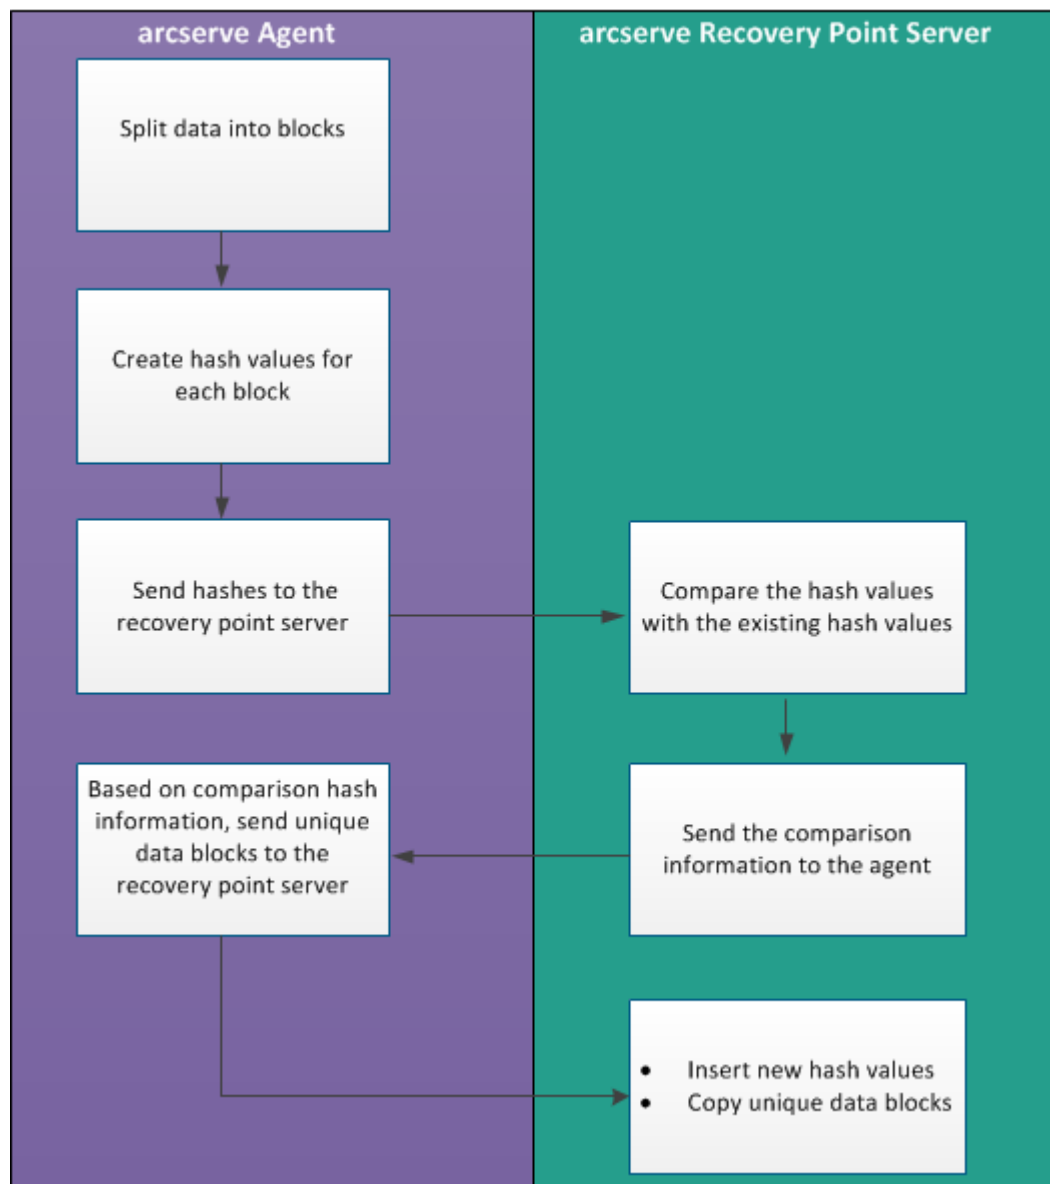 arcserve Agent
arcserve Recovery Point Server
Split data into blocks
Create hash values for
each block
Send hashes to the
recovery point server
Compare the hash values
with the existing hash values
Send the comparison
information to the agent
Based on comparison hash
information, send unique
data blocks to the
recovery point server
• Insert new hash values
• Copy unique data blocks